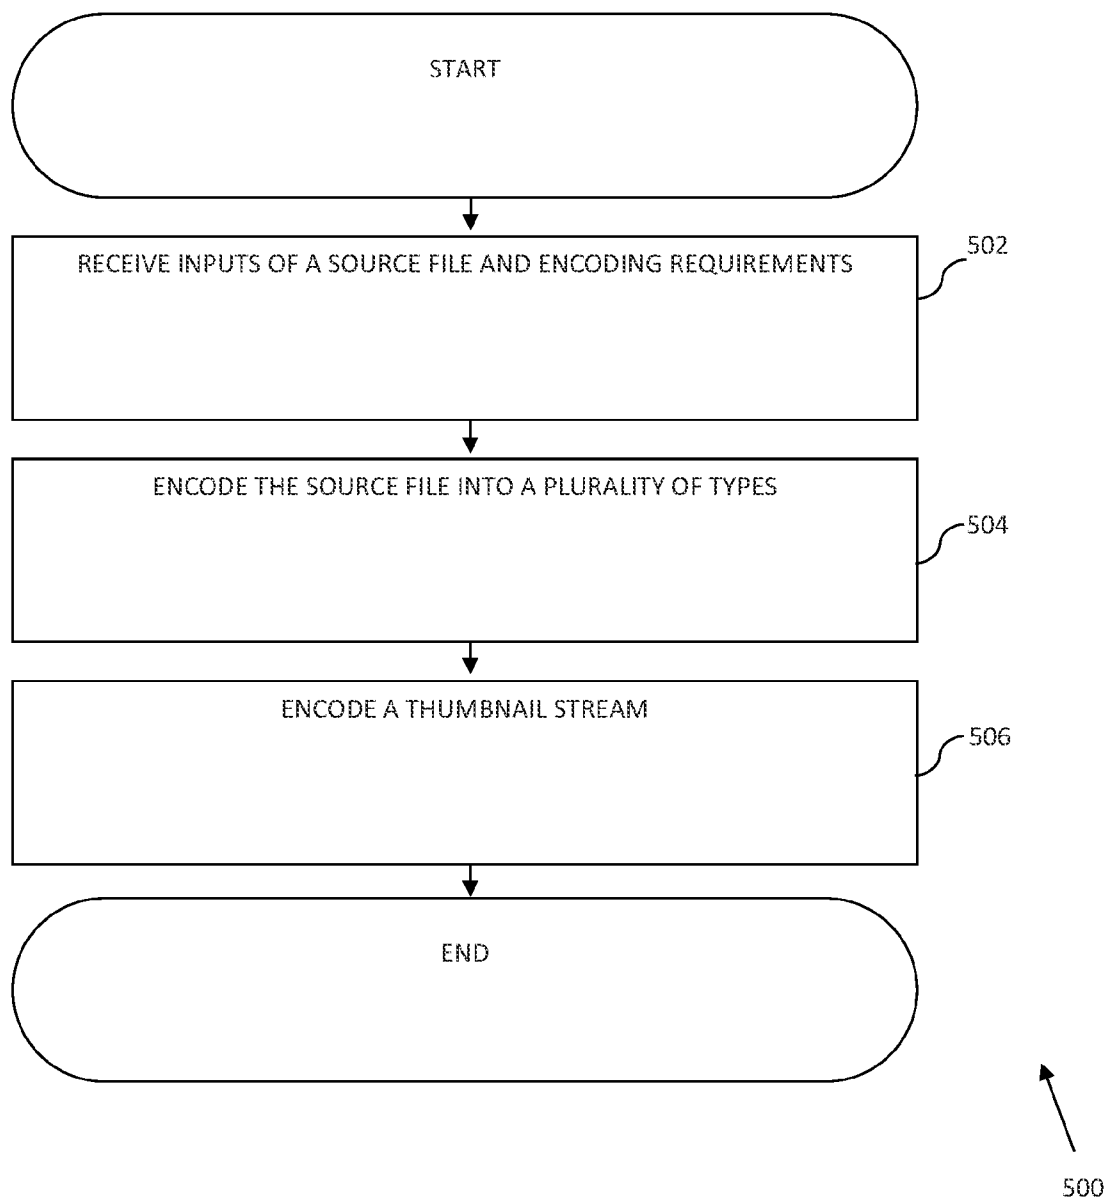 START
RECEIVE INPUTS OF A SOURCE FILE AND ENCODING REQUIREMENTS
502
ENCODE THE SOURCE FILE INTO A PLURALITY OF TYPES
504
ENCODE A THUMBNAIL STREAM
506
END
500